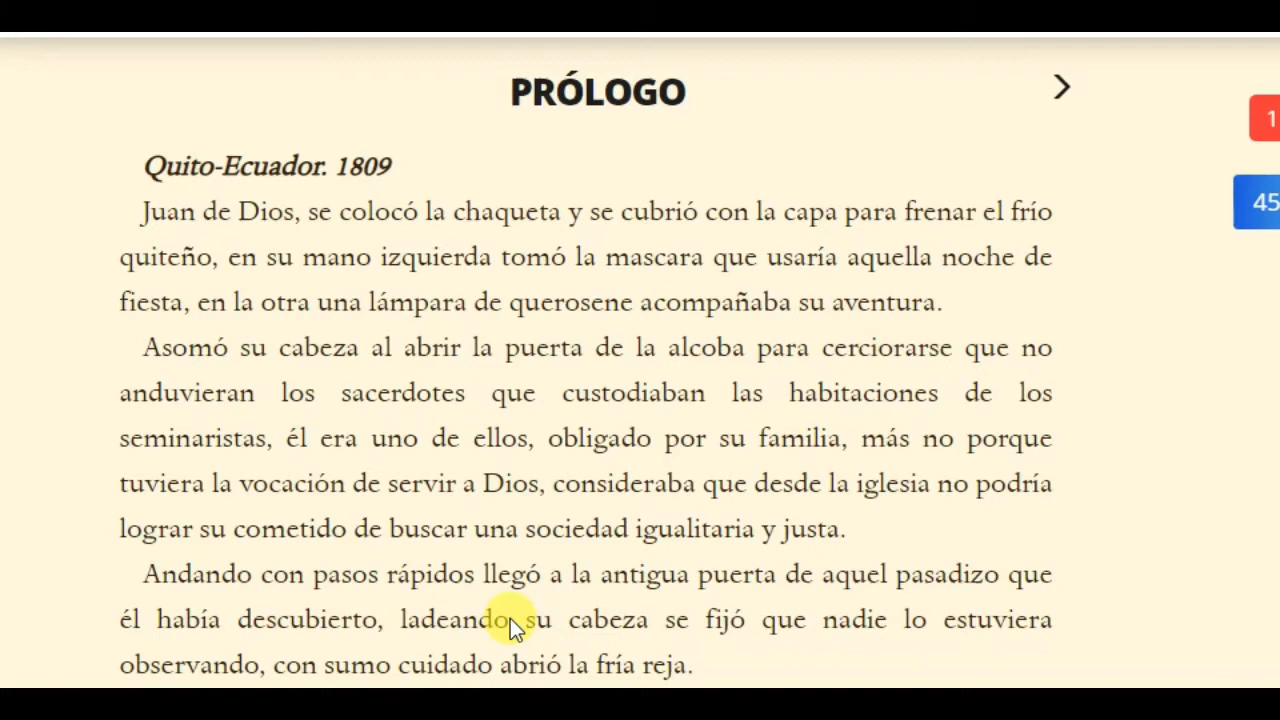 PRÓLOGO
Quito-Ecuador. 1809
Juan de Dios, se colocó la chaqueta y se cubrió con la capa para frenar el frío
quiteño, en su mano izquierda tomó la mascara que usaría aquella noche de
fiesta, en la otra una lámpara de querosene acompañaba su aventura.
Asomó su cabeza al abrir la puerta de la alcoba para cerciorarse que no
anduvieran los sacerdotes que custodiaban las habitaciones de los
seminaristas, él era uno de ellos, obligado por su familia, más no porque
tuviera la vocación de servir a Dios, consideraba que desde la iglesia no podría
lograr su cometido de buscar una sociedad igualitaria y justa.
Andando con pasos rápidos llegó a la antigua puerta de aquel pasadizo que
él había descubierto, ladeando su cabeza se fijó que nadie lo estuviera
observando, con sumo cuidado abrió la fría reja.
1
45